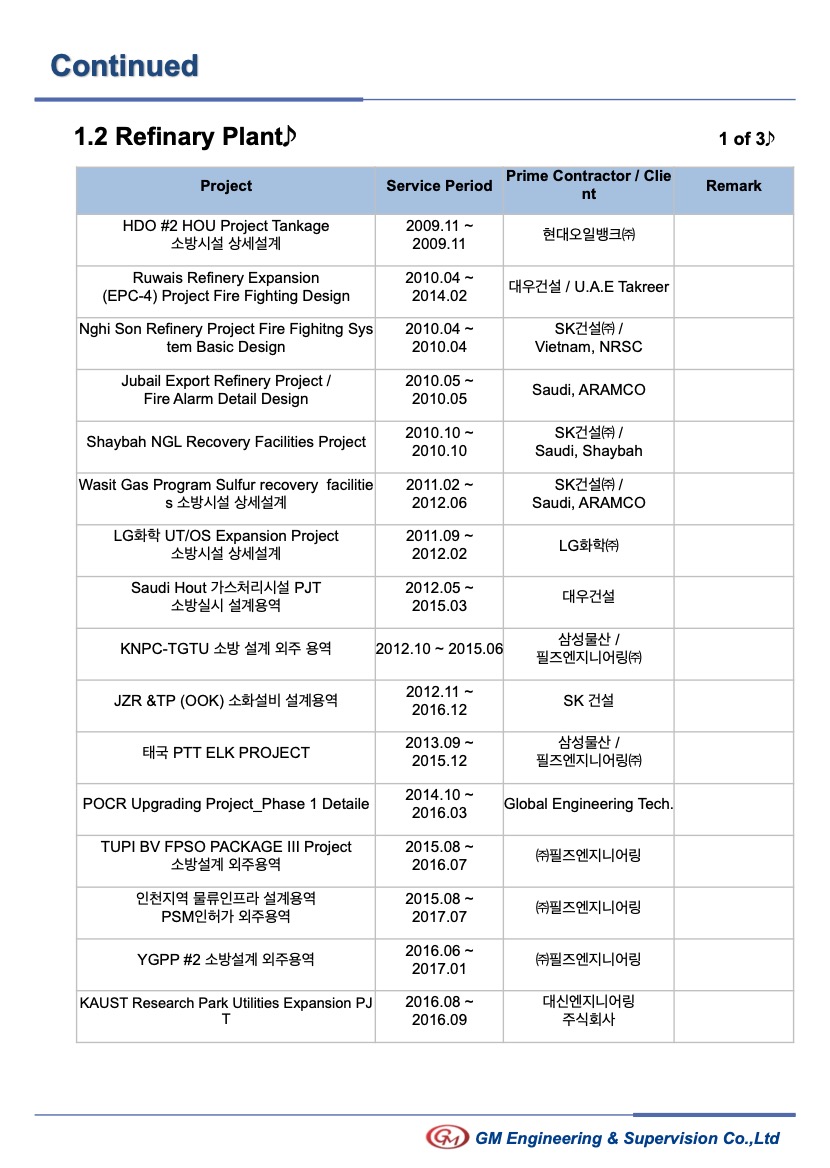 Continued
1.2 Refinary Plant♪
1 of 3♪
Project
Service Period
Prime Contractor / Clie
nt
Remark
HDO #2 HOU Project Tankage
소방시설 상세설계
2009.11 ~
2009.11
현대오일뱅크㈜
Ruwais Refinery Expansion
(EPC-4) Project Fire Fighting Design
2010.04 ~
2014.02
대우건설 / U.A.E Takreer
Nghi Son Refinery Project Fire Fighitng Sys
tem Basic Design
2010.04 ~
2010.04
SK건설㈜ /
Vietnam, NRSC
Jubail Export Refinery Project /
Fire Alarm Detail Design
2010.05 ~
2010.05
Saudi, ARAMCO
Shaybah NGL Recovery Facilities Project
2010.10 ~
2010.10
SK건설㈜ /
Saudi, Shaybah
Wasit Gas Program Sulfur recovery  facilitie
s 소방시설 상세설계
2011.02 ~
2012.06
SK건설㈜ /
Saudi, ARAMCO
LG화학 UT/OS Expansion Project
소방시설 상세설계
2011.09 ~
2012.02
LG화학㈜
Saudi Hout 가스처리시설 PJT
소방실시 설계용역
2012.05 ~
2015.03
대우건설
KNPC-TGTU 소방 설계 외주 용역
2012.10 ~ 2015.06
삼성물산 /
필즈엔지니어링㈜
JZR &TP (OOK) 소화설비 설계용역
2012.11 ~
2016.12
SK 건설
태국 PTT ELK PROJECT
2013.09 ~
2015.12
삼성물산 /
필즈엔지니어링㈜
POCR Upgrading Project_Phase 1 Detaile
2014.10 ~
2016.03
Global Engineering Tech.
TUPI BV FPSO PACKAGE III Project
소방설계 외주용역
2015.08 ~
2016.07
㈜필즈엔지니어링
인천지역 물류인프라 설계용역
PSM인허가 외주용역
2015.08 ~
2017.07
㈜필즈엔지니어링
YGPP #2 소방설계 외주용역
2016.06 ~
2017.01
㈜필즈엔지니어링
KAUST Research Park Utilities Expansion PJ
T
2016.08 ~
2016.09
대신엔지니어링
주식회사
GM GM Engineering & Supervision Co.,Ltd